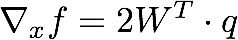 ∇ₓf = 2Wᵀ · q